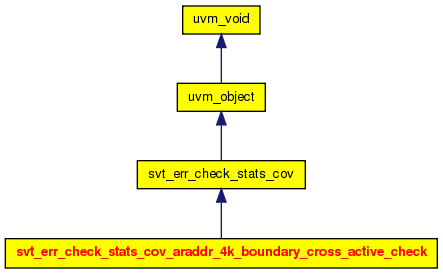 uvm_void
uvm_object
svt_err_check_stats_cov
svt_err_check_stats_cov_araddr_4k_boundary_cross_active_check